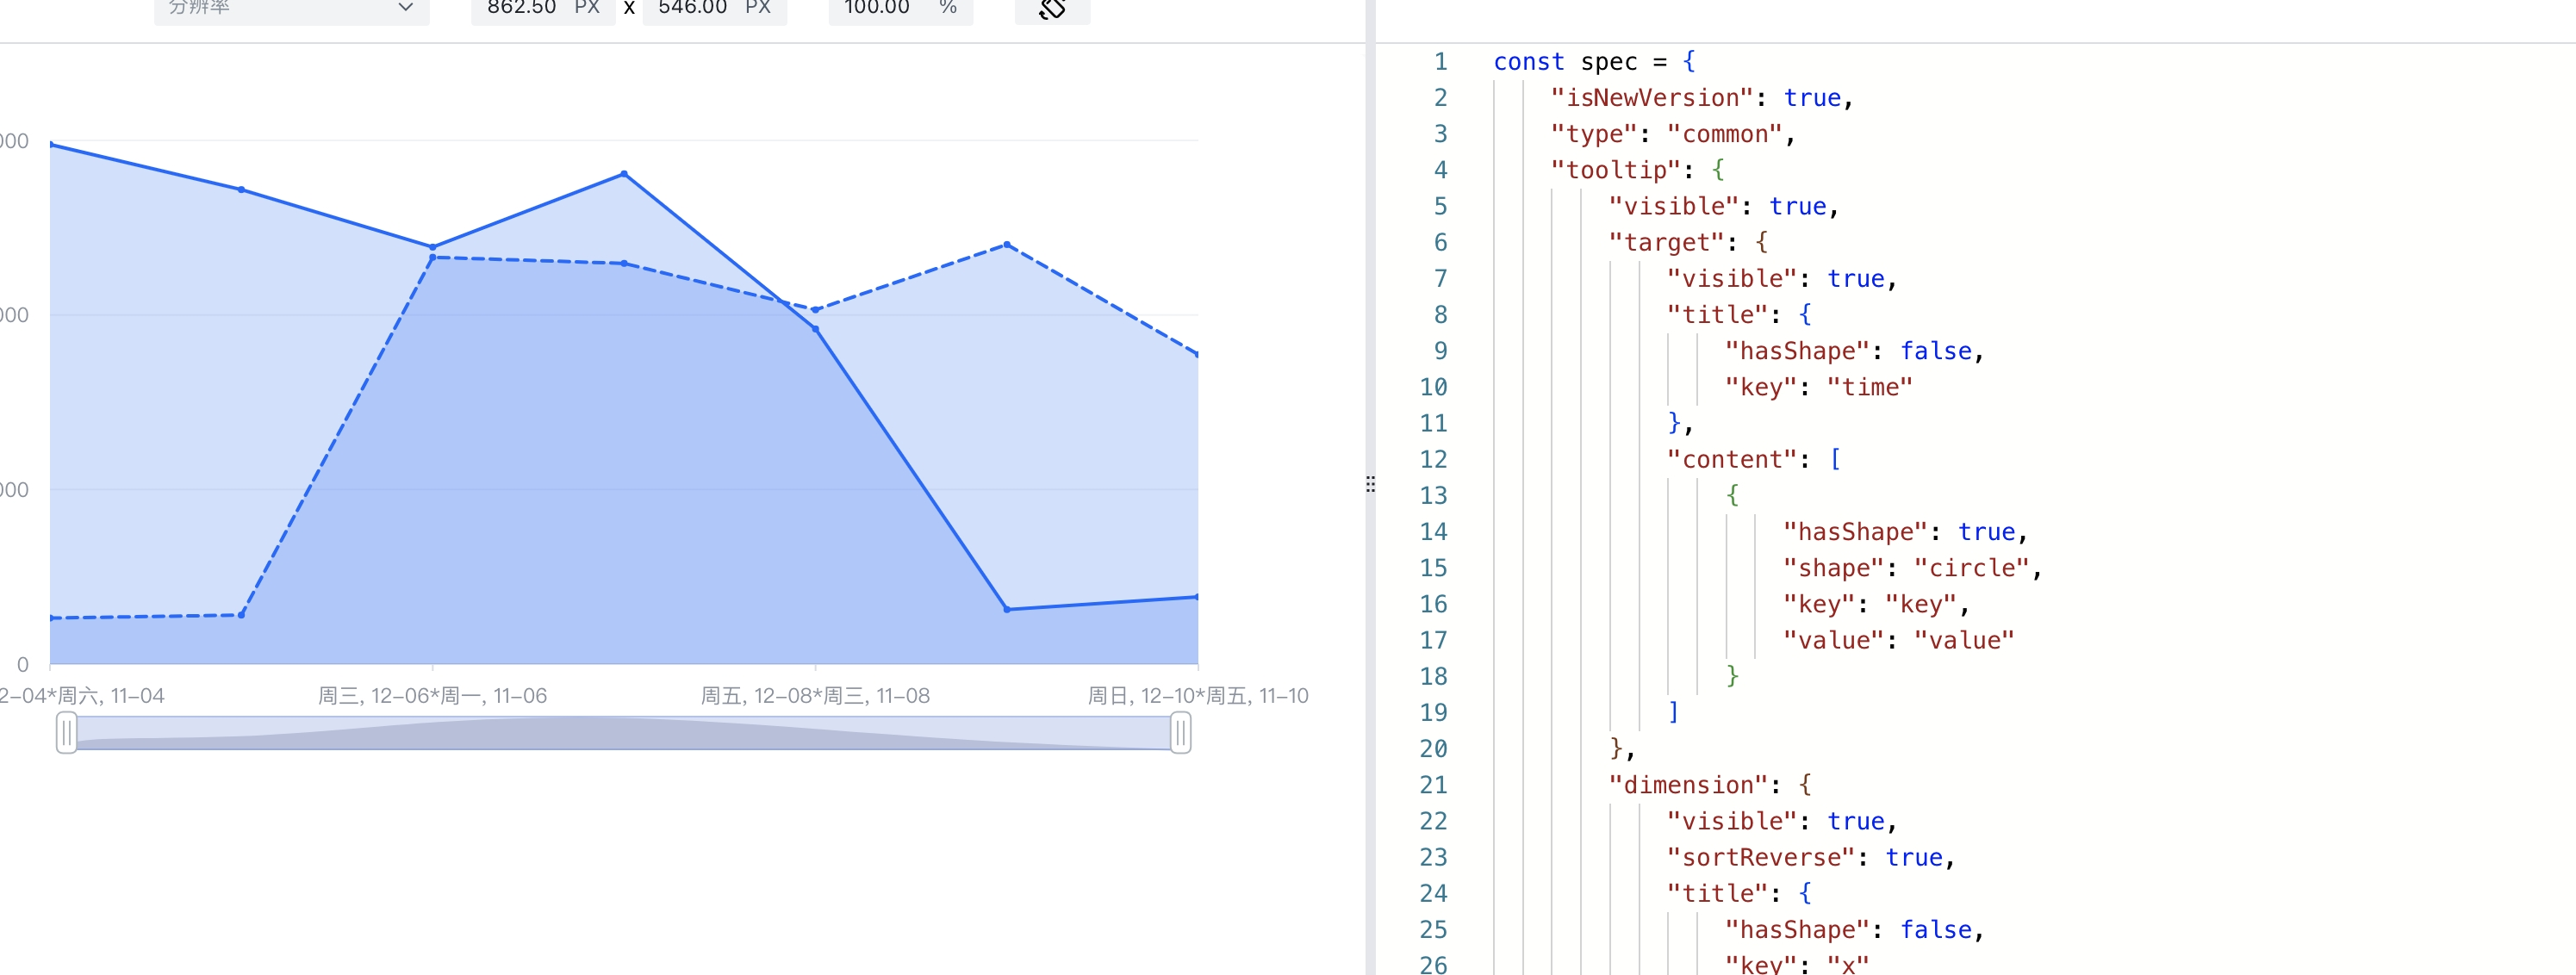 分辨率
862.50 PX x 546.00 PX
100.00 %
000
000
000
0
2-04*周六, 11-04
周三, 12-06*周一, 11-06
周五, 12-08*周三, 11-08
周日, 12-10*周五, 11-10
1 const spec = {
2 "isNewVersion": true,
3 "type": "common",
4 "tooltip": {
5 "visible": true,
6 "target": {
7 "visible": true,
8 "title": {
9 "hasShape": false,
10 "key": "time"
11 },
12 "content": [
13 {
14 "hasShape": true,
15 "shape": "circle",
16 "key": "key",
17 "value": "value"
18 }
19 ]
20 },
21 "dimension": {
22 "visible": true,
23 "sortReverse": true,
24 "title": {
25 "hasShape": false,
26 "key": "x"